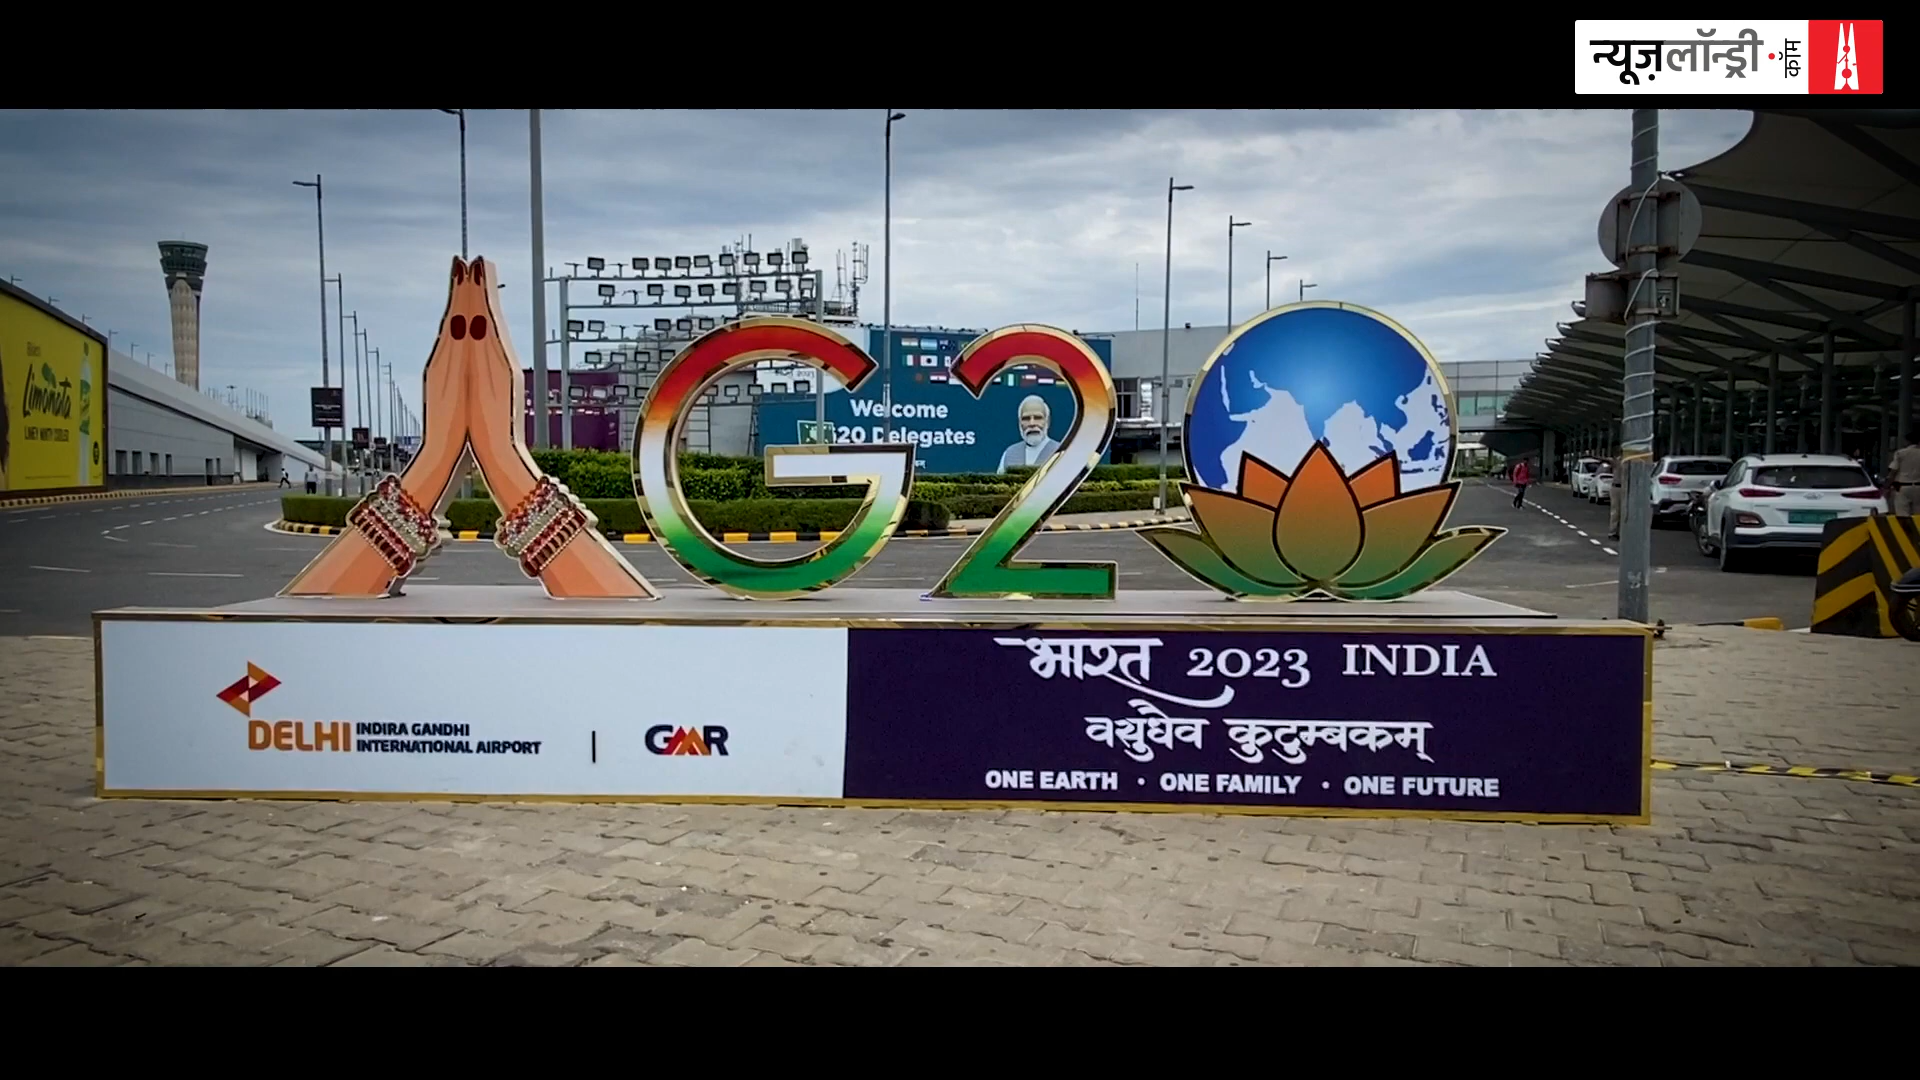 न्यूज़लॉन्ड्री.कॉम
Limonata
Welcome
G20 Delegates
G2
DELHI INDIRA GANDHI
INTERNATIONAL AIRPORT
GMR
भारत 2023 INDIA
वसुधैव कुटुम्बकम्
ONE EARTH • ONE FAMILY • ONE FUTURE